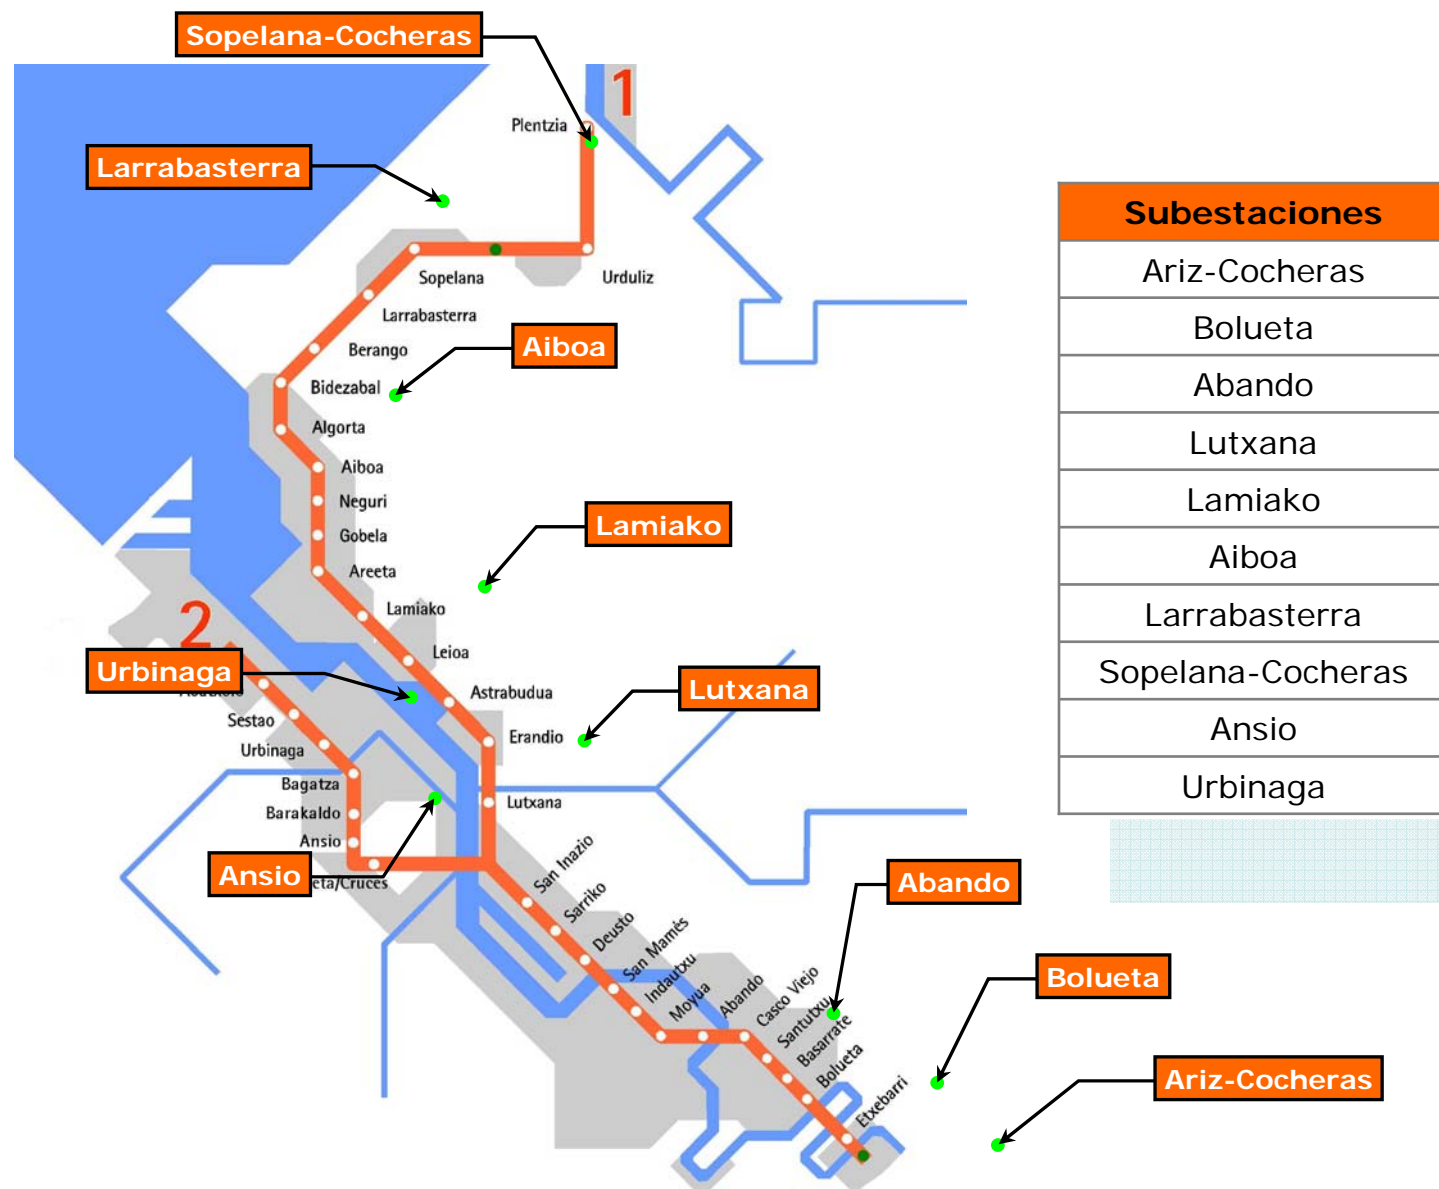 Sopelana-Cocheras
1
Plentzia
Larrabasterra
Sopelana
Urduliz
Larrabasterra
Berango
Aiboa
Bidezabal
Algorta
Aiboa
Neguri
Gobela
Lamiako
Areeta
Lamiako
2
Leioa
Urbinaga
Lutxana
Astrabudua
Sestao
Erandio
Urbinaga
Bagatza
Lutxana
Barakaldo
Ansio
Ansio
eta/Cruces
San Inazio
Sarriko
Deusto
San Mamés
Indautxu
Moyua
Abando
Casco Viejo
Santutxu
Basarrate
Bolueta
Etxebarri
Abando
Bolueta
Ariz-Cocheras
Subestaciones
Ariz-Cocheras
Bolueta
Abando
Lutxana
Lamiako
Aiboa
Larrabasterra
Sopelana-Cocheras
Ansio
Urbinaga